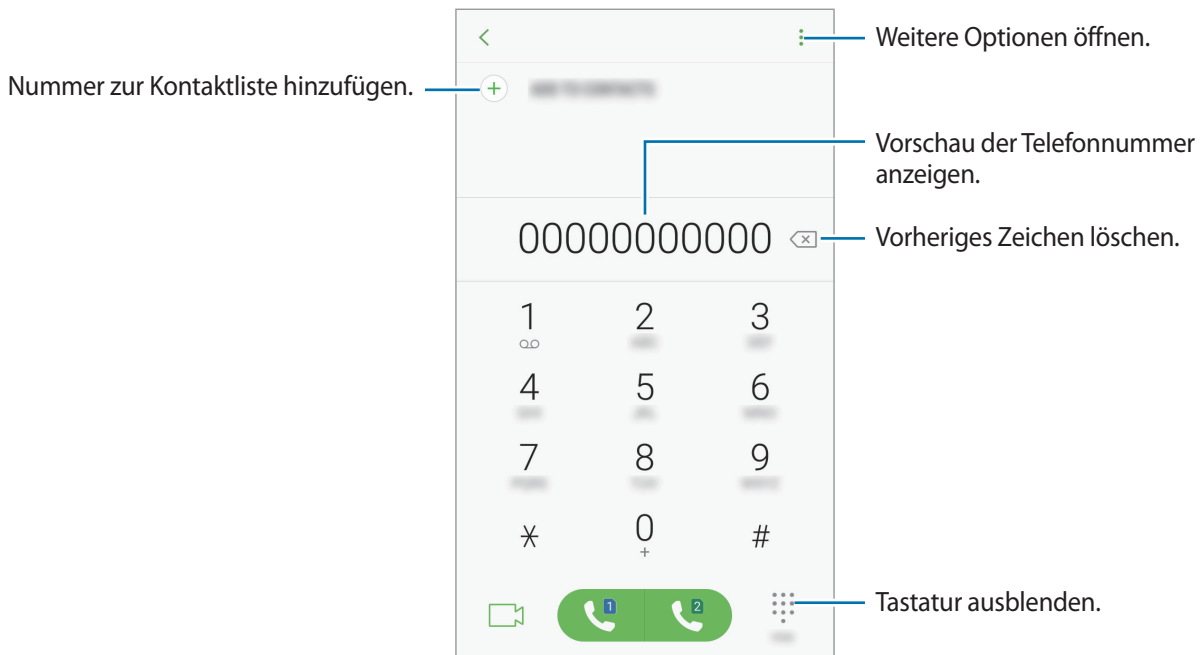 Weitere Optionen öffnen.
Nummer zur Kontaktliste hinzufügen.
Vorschau der Telefonnummer
anzeigen.
00000000000
Vorheriges Zeichen löschen.
1 2 3
4 5 6
7 8 9
* 0 #
+
1 2
Tastatur ausblenden.